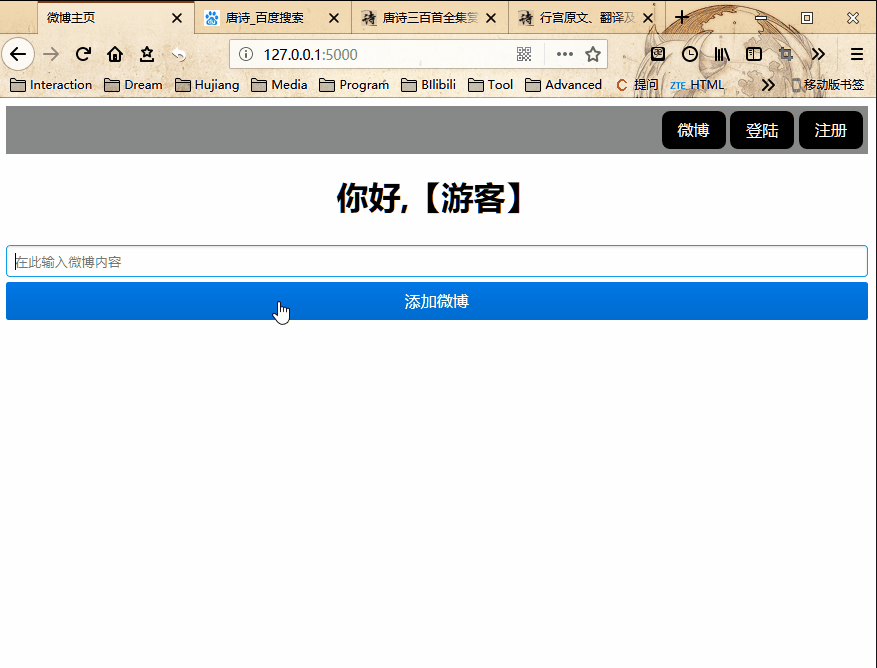 微博主页 唐诗_百度搜索 唐诗三百首全集 行宫原文、翻译及
127.0.0.1:5000
Interaction Dream Hujiang Media Program BIlibili Tool Advanced C 提问 ZTE HTML 移动版书签
微博 登陆 注册
你好,【游客】
在此输入微博内容
添加微博